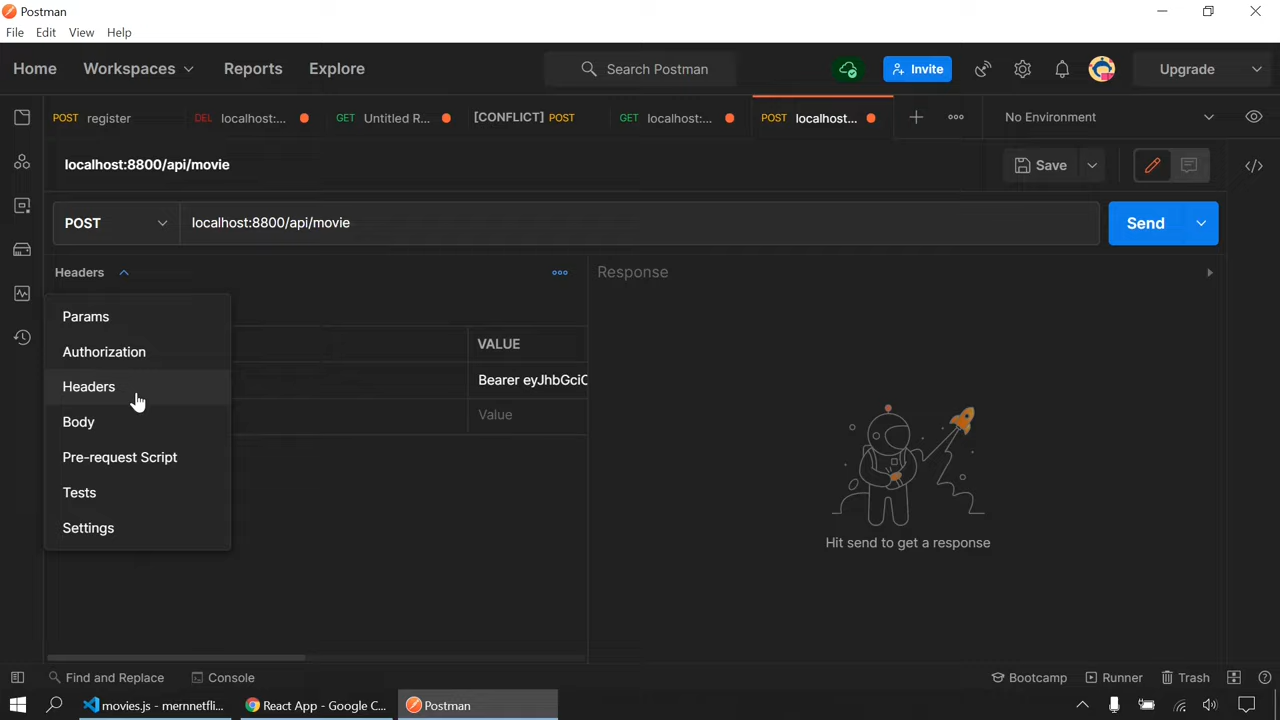 Postman
File Edit View Help
Home Workspaces Reports Explore Search Postman Invite Upgrade
POST register DEL localhost:... GET Untitled R... [CONFLICT] POST GET localhost:... POST localhost... No Environment
localhost:8800/api/movie Save
POST localhost:8800/api/movie Send
Headers Response
Params
Authorization VALUE
Headers Bearer eyJhbGciO
Body Value
Pre-request Script
Tests
Settings
Hit send to get a response
Find and Replace Console Bootcamp Runner Trash
movies.js - mernnetfli... React App - Google C... Postman